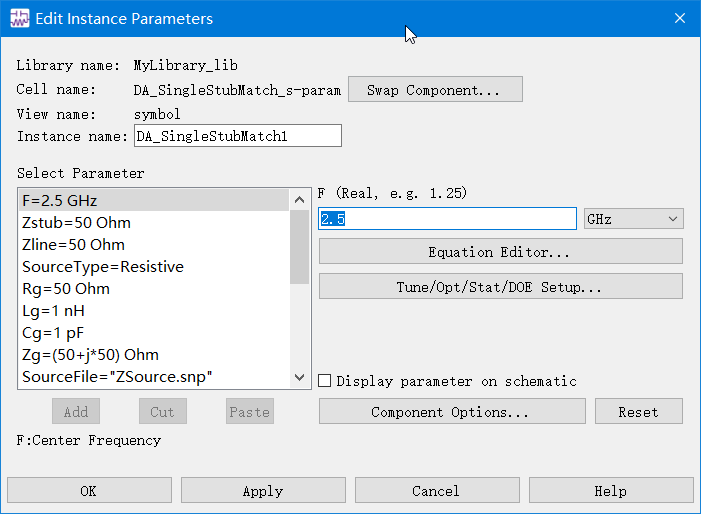 Edit Instance Parameters
Library name: MyLibrary_lib
Cell name: DA_SingleStubMatch_s-param Swap Component...
View name: symbol
Instance name: DA_SingleStubMatch1
Select Parameter
F (Real, e.g. 1.25)
F=2.5 GHz
2.5 GHz
Zstub=50 Ohm
Zline=50 Ohm
Equation Editor...
SourceType=Resistive
Rg=50 Ohm
Tune/Opt/Stat/DOE Setup...
Lg=1 nH
Cg=1 pF
Zg=(50+j*50) Ohm
SourceFile="ZSource.snp"
Display parameter on schematic
Add Cut Paste
Component Options... Reset
F:Center Frequency
OK Apply Cancel Help